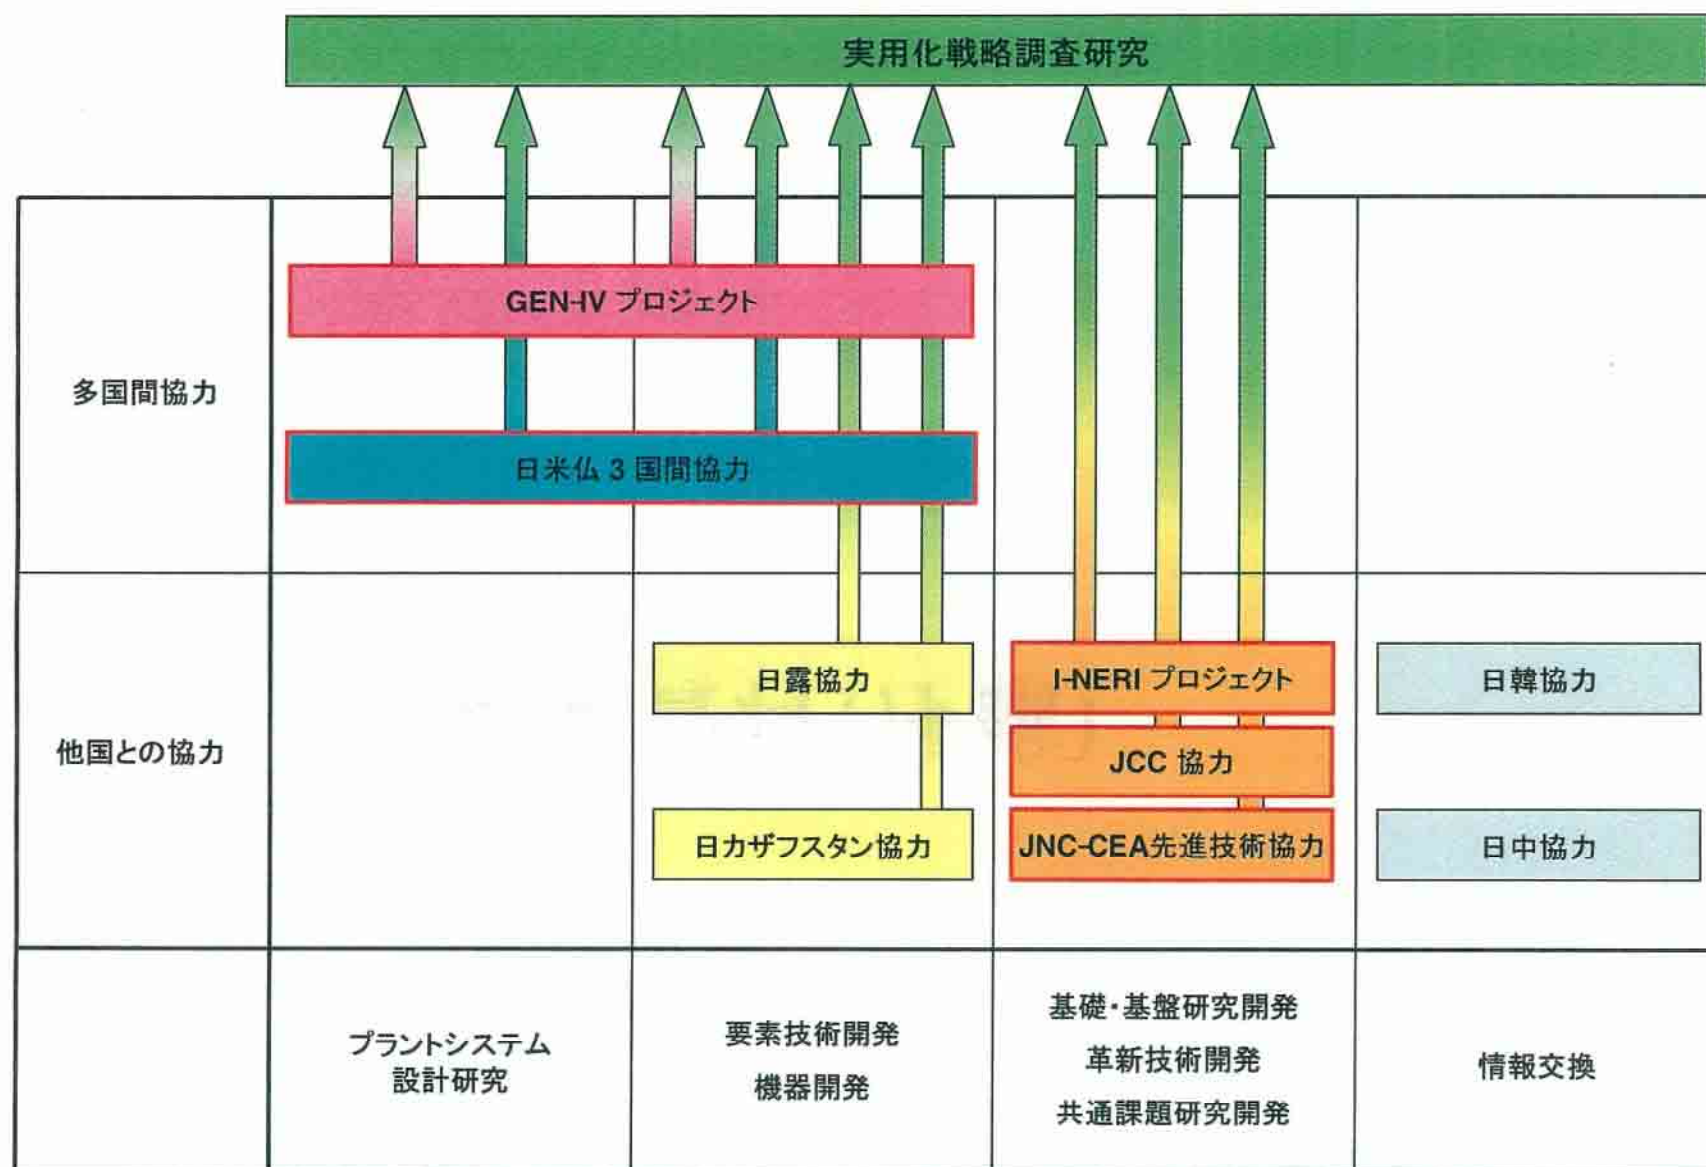 実用化戦略調査研究
多国間協力
GEN-IV プロジェクト
日米仏 3 国間協力
他国との協力
日露協力
I-NERI プロジェクト
日韓協力
JCC 協力
日カザフスタン協力
JNC-CEA先進技術協力
日中協力
プラントシステム
設計研究
要素技術開発
機器開発
基礎・基盤研究開発
革新技術開発
共通課題研究開発
情報交換